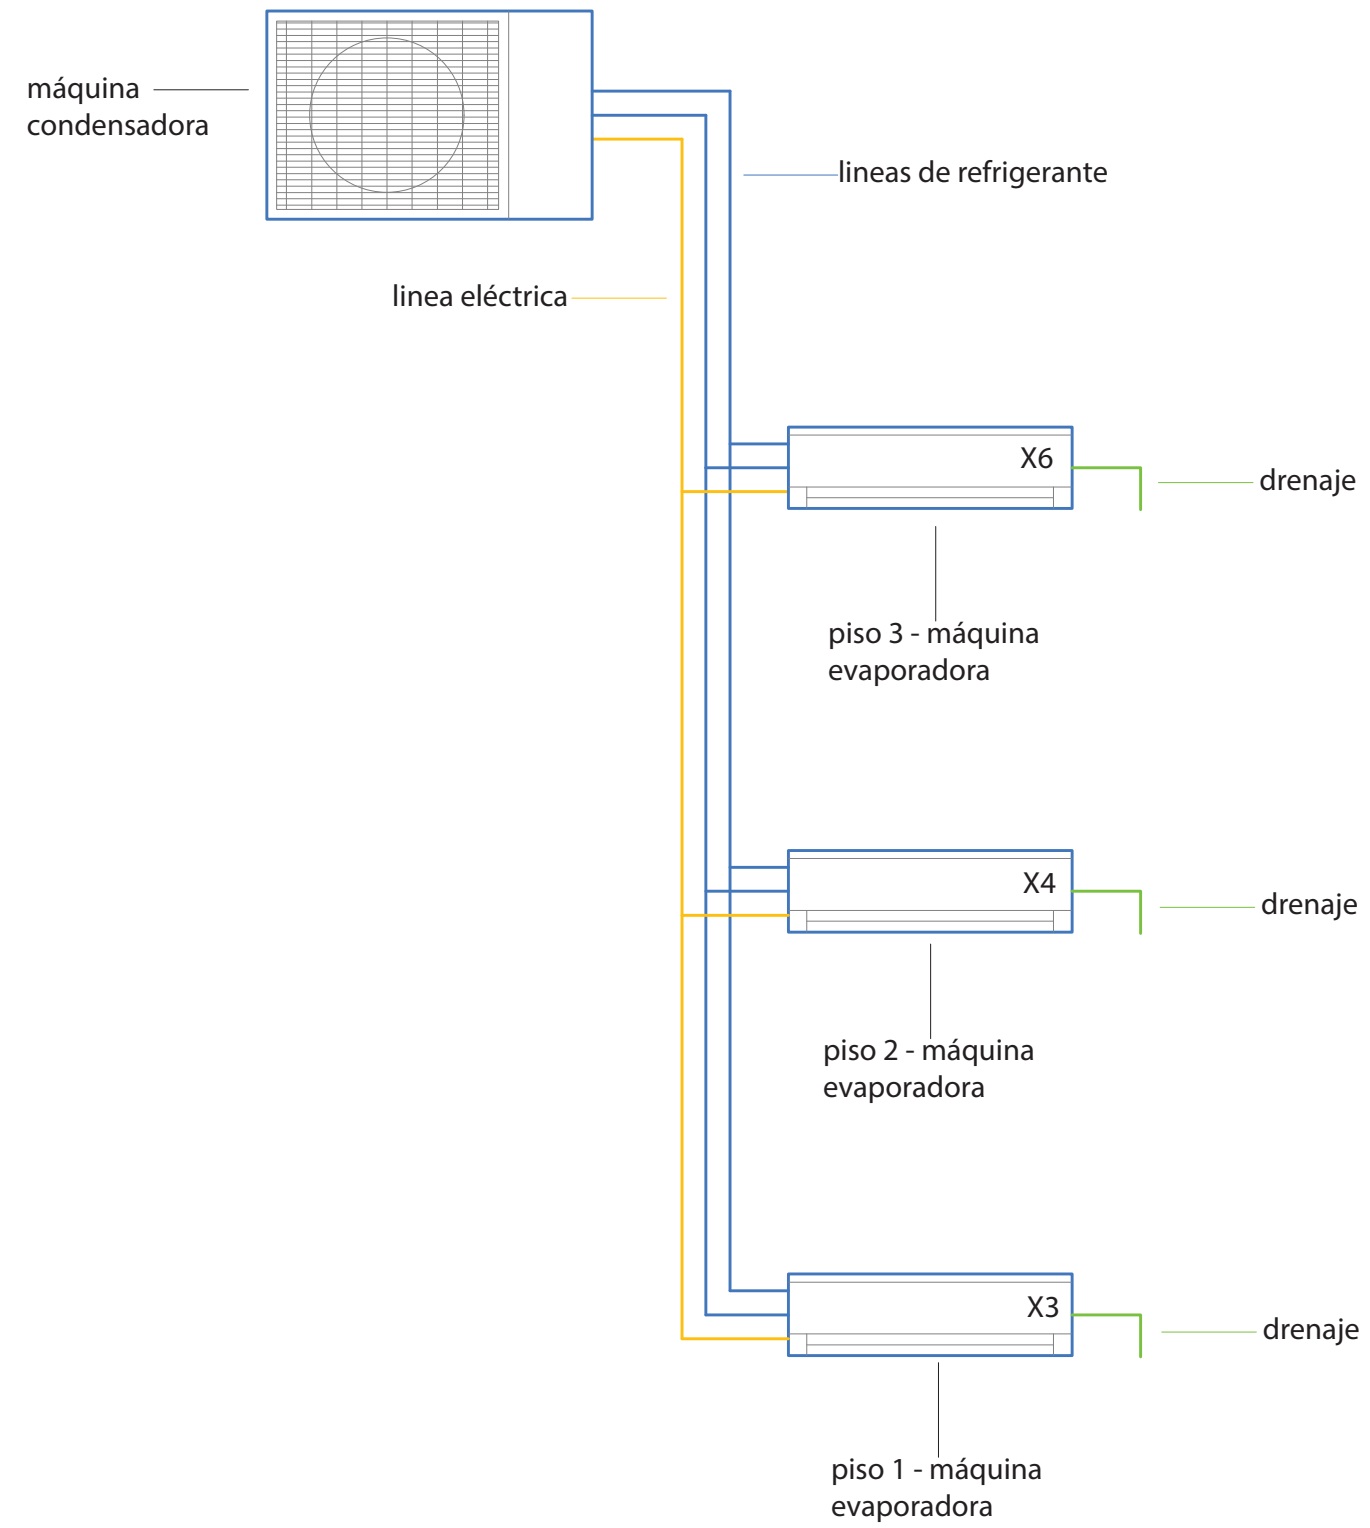 máquina
condensadora
lineas de refrigerante
linea eléctrica
X6
drenaje
piso 3 - máquina
evaporadora
X4
drenaje
piso 2 - máquina
evaporadora
X3
drenaje
piso 1 - máquina
evaporadora